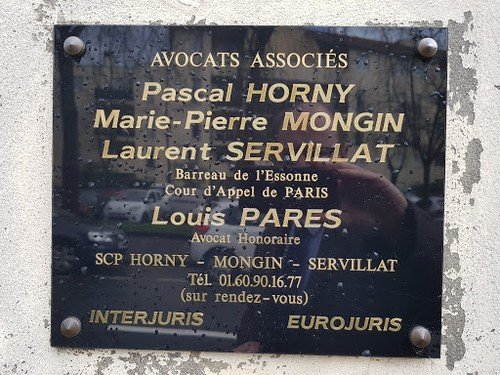 AVOCATS ASSOCIÉS
Pascal HORNY
Marie-Pierre MONGIN
Laurent SERVILLAT
Barreau de l'Essonne
Cour d'Appel de PARIS
Louis PARES
Avocat Honoraire
SCP HORNY - MONGIN - SERVILLAT
Tél. 01.60.90.16.77
(sur rendez-vous)
INTERJURIS EUROJURIS